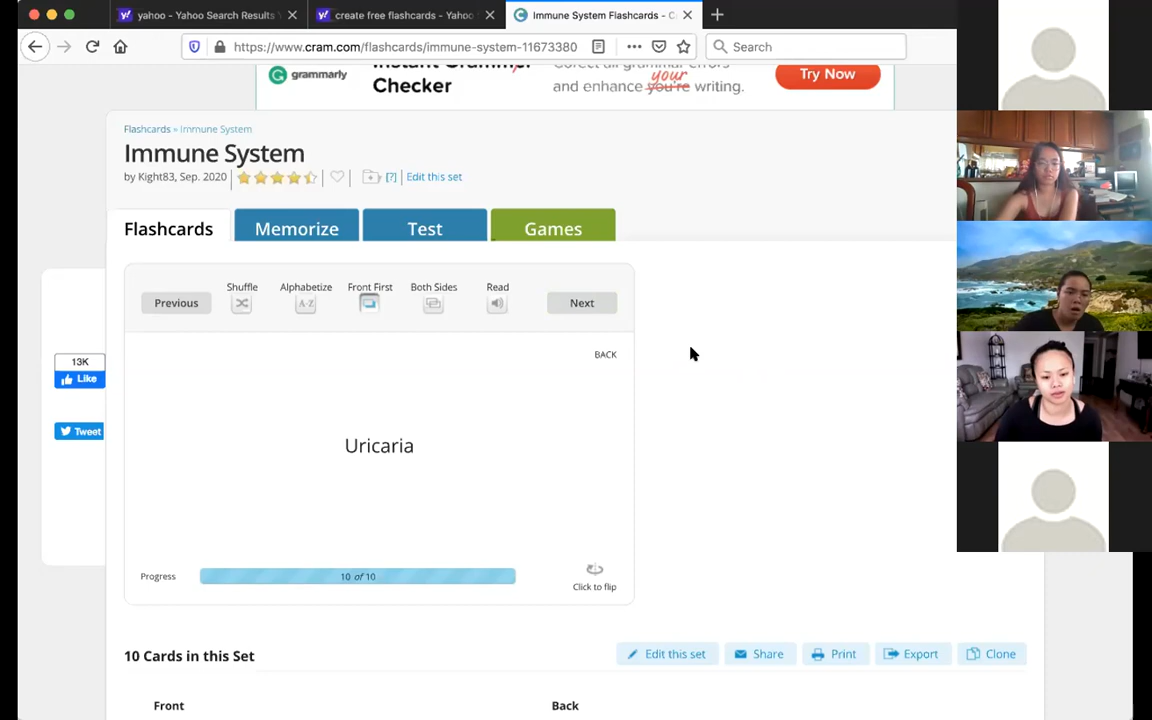 yahoo - Yahoo Search Results
create free flashcards - Yahoo
Immune System Flashcards - C
https://www.cram.com/flashcards/immune-system-11673380
Search
grammarly
Checker
and enhance you're writing.
your
Try Now
Flashcards » Immune System
Immune System
by Kight83, Sep. 2020
[?]
Edit this set
Flashcards
Memorize
Test
Games
Previous
Shuffle
Alphabetize
A-Z
Front First
Both Sides
Read
Next
BACK
13K
Like
Tweet
Uricaria
Progress
10 of 10
Click to flip
10 Cards in this Set
Edit this set
Share
Print
Export
Clone
Front
Back